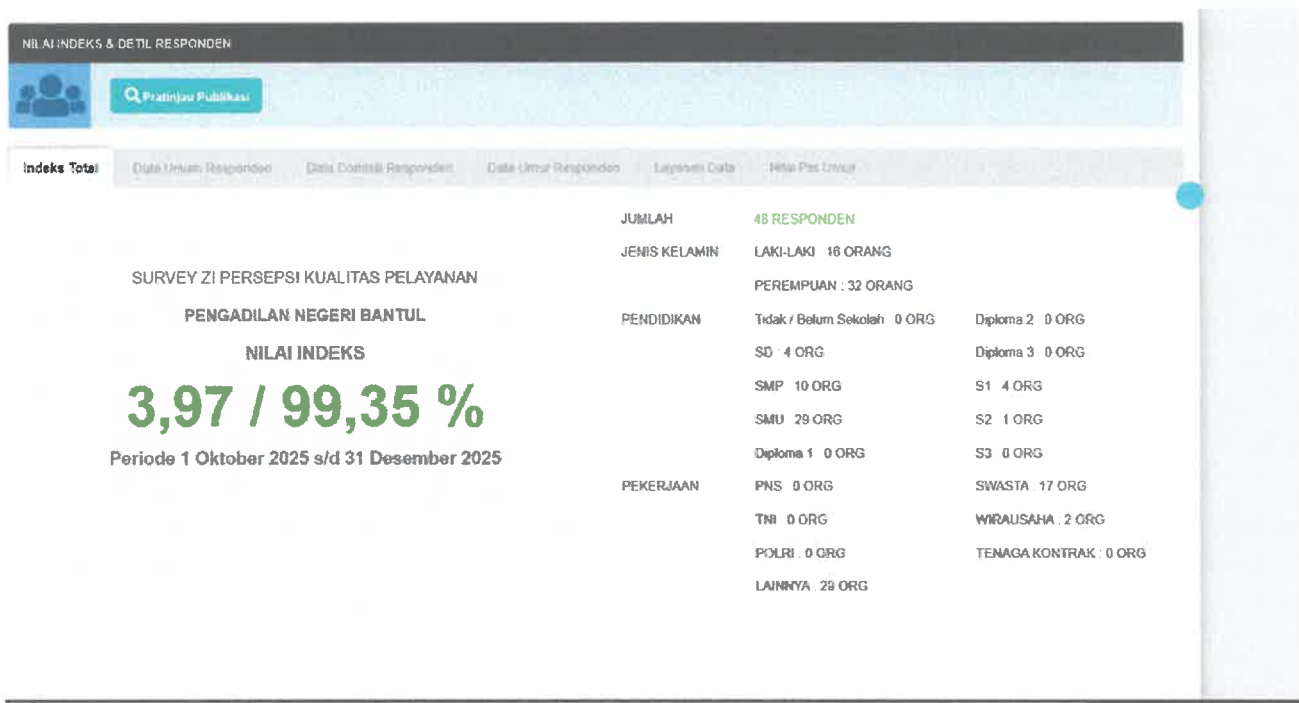 NILAI INDEKS & DETIL RESPONDEN
Pratinjau Publikasi
Indeks Total Data Umum Responden Data Domisili Responden Data Umur Responden Layanan Data Nilai Per Unsur
SURVEY ZI PERSEPSI KUALITAS PELAYANAN
PENGADILAN NEGERI BANTUL
NILAI INDEKS
3,97 / 99,35 %
Periode 1 Oktober 2025 s/d 31 Desember 2025
JUMLAH 48 RESPONDEN
JENIS KELAMIN LAKI-LAKI 16 ORANG
PEREMPUAN : 32 ORANG
PENDIDIKAN Tidak / Belum Sekolah 0 ORG Diploma 2 0 ORG
SD : 4 ORG Diploma 3 0 ORG
SMP 10 ORG S1 4 ORG
SMU 29 ORG S2 1 ORG
Diploma 1 0 ORG S3 0 ORG
PEKERJAAN PNS 0 ORG SWASTA : 17 ORG
TNI 0 ORG WIRAUSAHA : 2 ORG
POLRI : 0 ORG TENAGA KONTRAK : 0 ORG
LAINNYA : 29 ORG